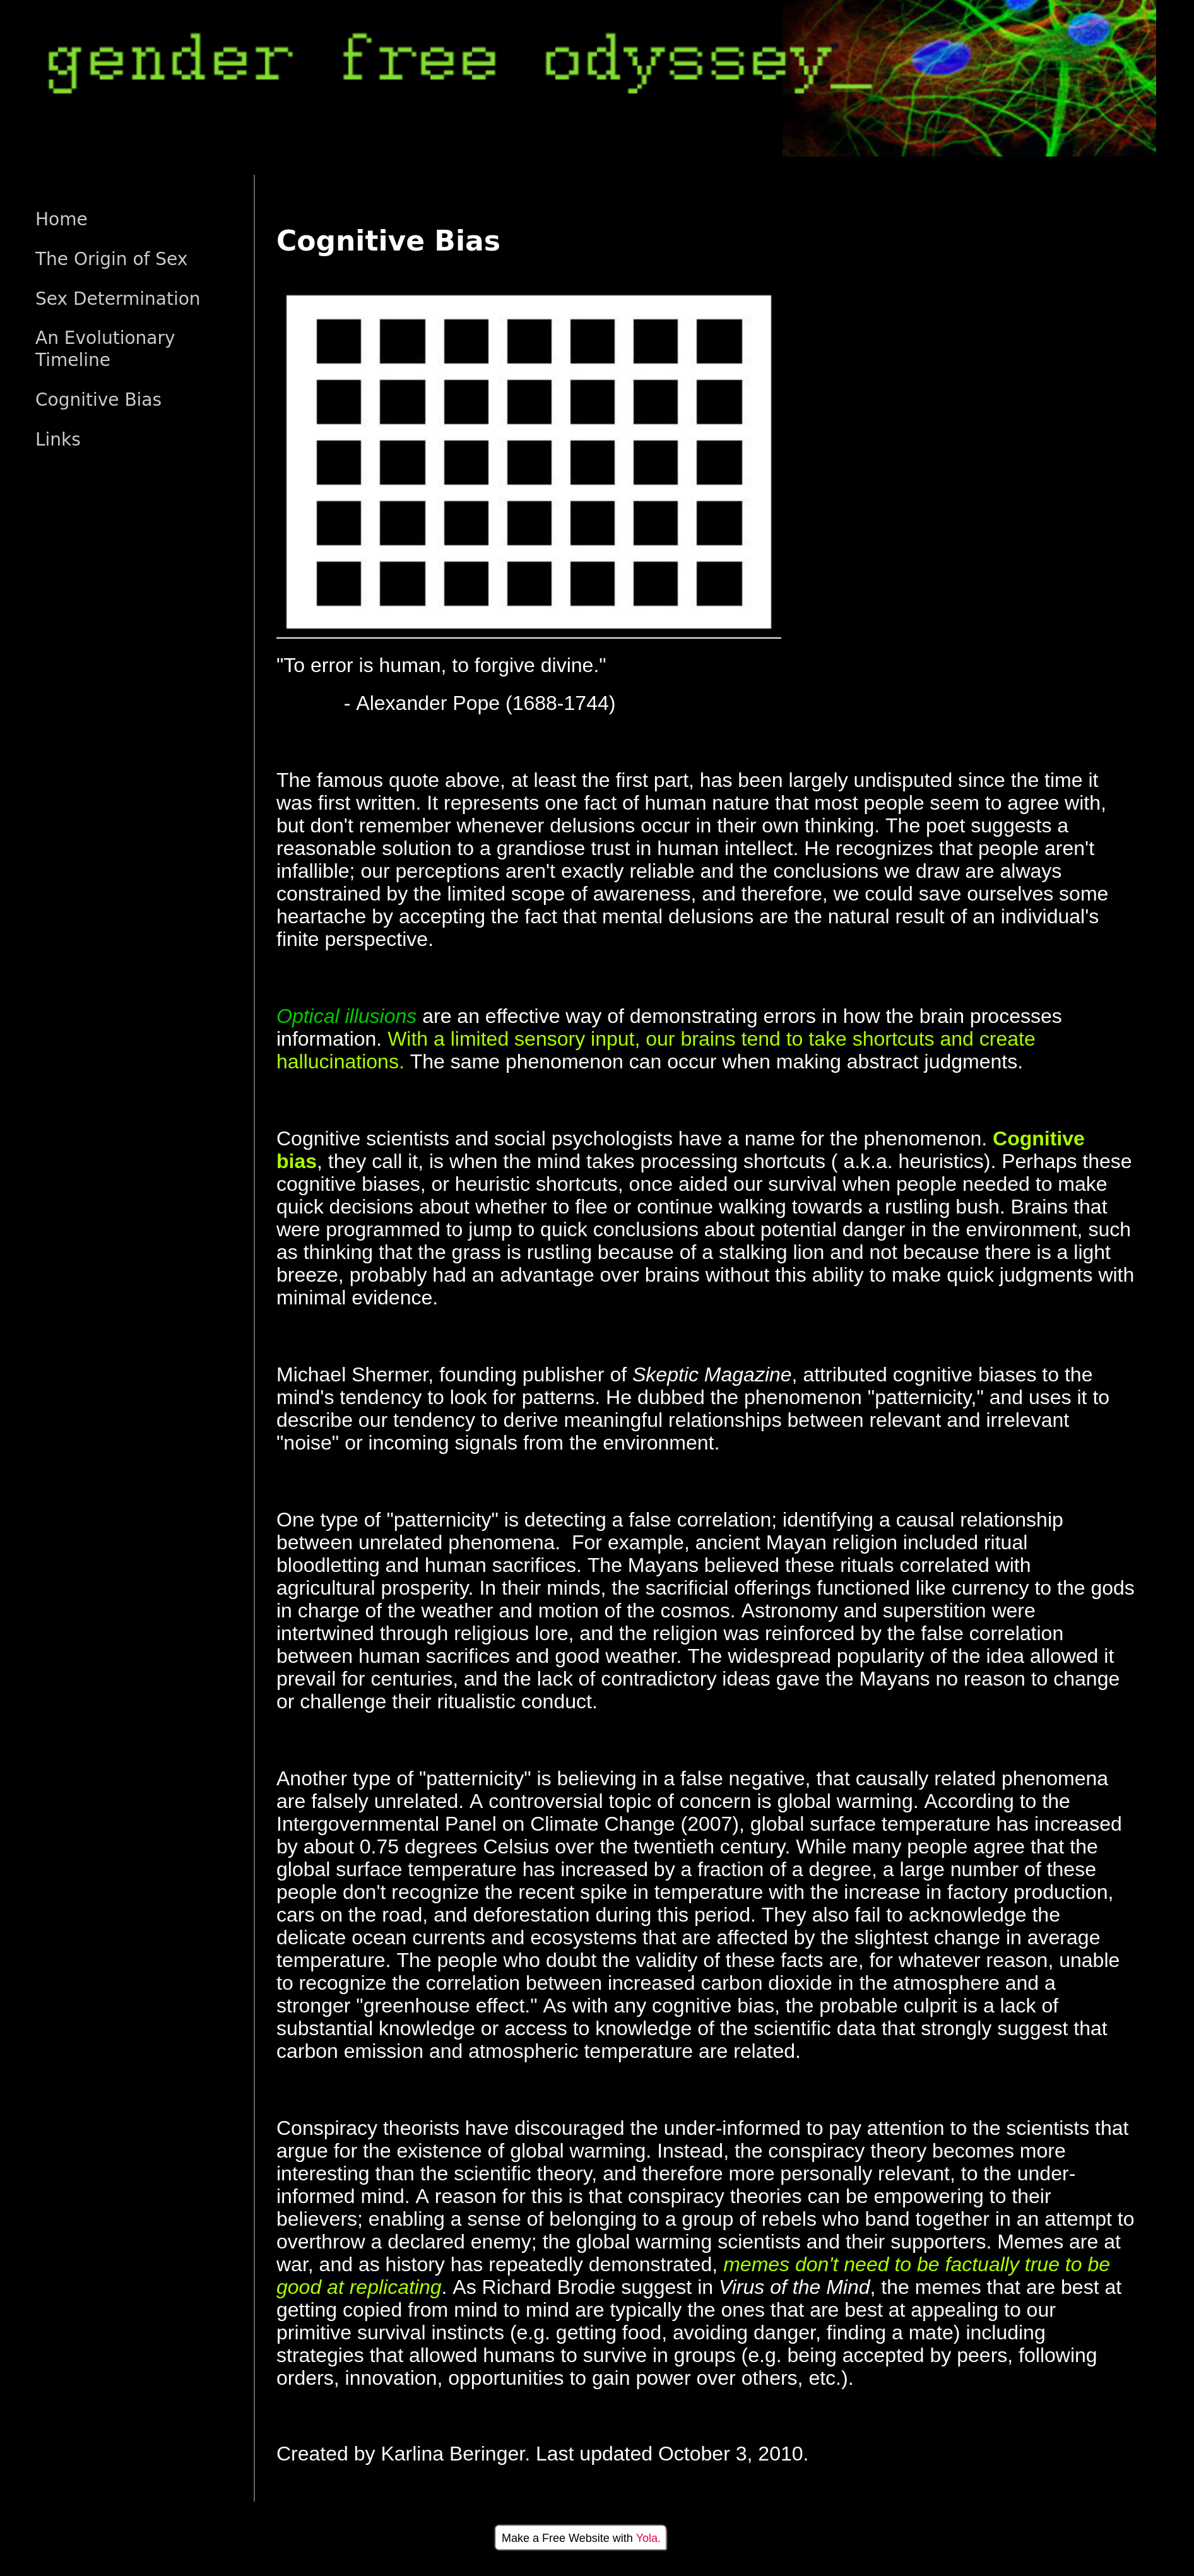 gender free odyssey_
Home
The Origin of Sex
Sex Determination
An Evolutionary
Timeline
Cognitive Bias
Links
Cognitive Bias
"To error is human, to forgive divine."
- Alexander Pope (1688-1744)
The famous quote above, at least the first part, has been largely undisputed since the time it
was first written. It represents one fact of human nature that most people seem to agree with,
but don't remember whenever delusions occur in their own thinking. The poet suggests a
reasonable solution to a grandiose trust in human intellect. He recognizes that people aren't
infallible; our perceptions aren't exactly reliable and the conclusions we draw are always
constrained by the limited scope of awareness, and therefore, we could save ourselves some
heartache by accepting the fact that mental delusions are the natural result of an individual's
finite perspective.
Optical illusions are an effective way of demonstrating errors in how the brain processes
information. With a limited sensory input, our brains tend to take shortcuts and create
hallucinations. The same phenomenon can occur when making abstract judgments.
Cognitive scientists and social psychologists have a name for the phenomenon. Cognitive
bias, they call it, is when the mind takes processing shortcuts ( a.k.a. heuristics). Perhaps these
cognitive biases, or heuristic shortcuts, once aided our survival when people needed to make
quick decisions about whether to flee or continue walking towards a rustling bush. Brains that
were programmed to jump to quick conclusions about potential danger in the environment, such
as thinking that the grass is rustling because of a stalking lion and not because there is a light
breeze, probably had an advantage over brains without this ability to make quick judgments with
minimal evidence.
Michael Shermer, founding publisher of Skeptic Magazine, attributed cognitive biases to the
mind's tendency to look for patterns. He dubbed the phenomenon "patternicity," and uses it to
describe our tendency to derive meaningful relationships between relevant and irrelevant
"noise" or incoming signals from the environment.
One type of "patternicity" is detecting a false correlation; identifying a causal relationship
between unrelated phenomena.  For example, ancient Mayan religion included ritual
bloodletting and human sacrifices. The Mayans believed these rituals correlated with
agricultural prosperity. In their minds, the sacrificial offerings functioned like currency to the gods
in charge of the weather and motion of the cosmos. Astronomy and superstition were
intertwined through religious lore, and the religion was reinforced by the false correlation
between human sacrifices and good weather. The widespread popularity of the idea allowed it
prevail for centuries, and the lack of contradictory ideas gave the Mayans no reason to change
or challenge their ritualistic conduct.
Another type of "patternicity" is believing in a false negative, that causally related phenomena
are falsely unrelated. A controversial topic of concern is global warming. According to the
Intergovernmental Panel on Climate Change (2007), global surface temperature has increased
by about 0.75 degrees Celsius over the twentieth century. While many people agree that the
global surface temperature has increased by a fraction of a degree, a large number of these
people don't recognize the recent spike in temperature with the increase in factory production,
cars on the road, and deforestation during this period. They also fail to acknowledge the
delicate ocean currents and ecosystems that are affected by the slightest change in average
temperature. The people who doubt the validity of these facts are, for whatever reason, unable
to recognize the correlation between increased carbon dioxide in the atmosphere and a
stronger "greenhouse effect." As with any cognitive bias, the probable culprit is a lack of
substantial knowledge or access to knowledge of the scientific data that strongly suggest that
carbon emission and atmospheric temperature are related.
Conspiracy theorists have discouraged the under-informed to pay attention to the scientists that
argue for the existence of global warming. Instead, the conspiracy theory becomes more
interesting than the scientific theory, and therefore more personally relevant, to the under-
informed mind. A reason for this is that conspiracy theories can be empowering to their
believers; enabling a sense of belonging to a group of rebels who band together in an attempt to
overthrow a declared enemy; the global warming scientists and their supporters. Memes are at
war, and as history has repeatedly demonstrated, memes don't need to be factually true to be
good at replicating. As Richard Brodie suggest in Virus of the Mind, the memes that are best at
getting copied from mind to mind are typically the ones that are best at appealing to our
primitive survival instincts (e.g. getting food, avoiding danger, finding a mate) including
strategies that allowed humans to survive in groups (e.g. being accepted by peers, following
orders, innovation, opportunities to gain power over others, etc.).
Created by Karlina Beringer. Last updated October 3, 2010.
Make a Free Website with Yola.